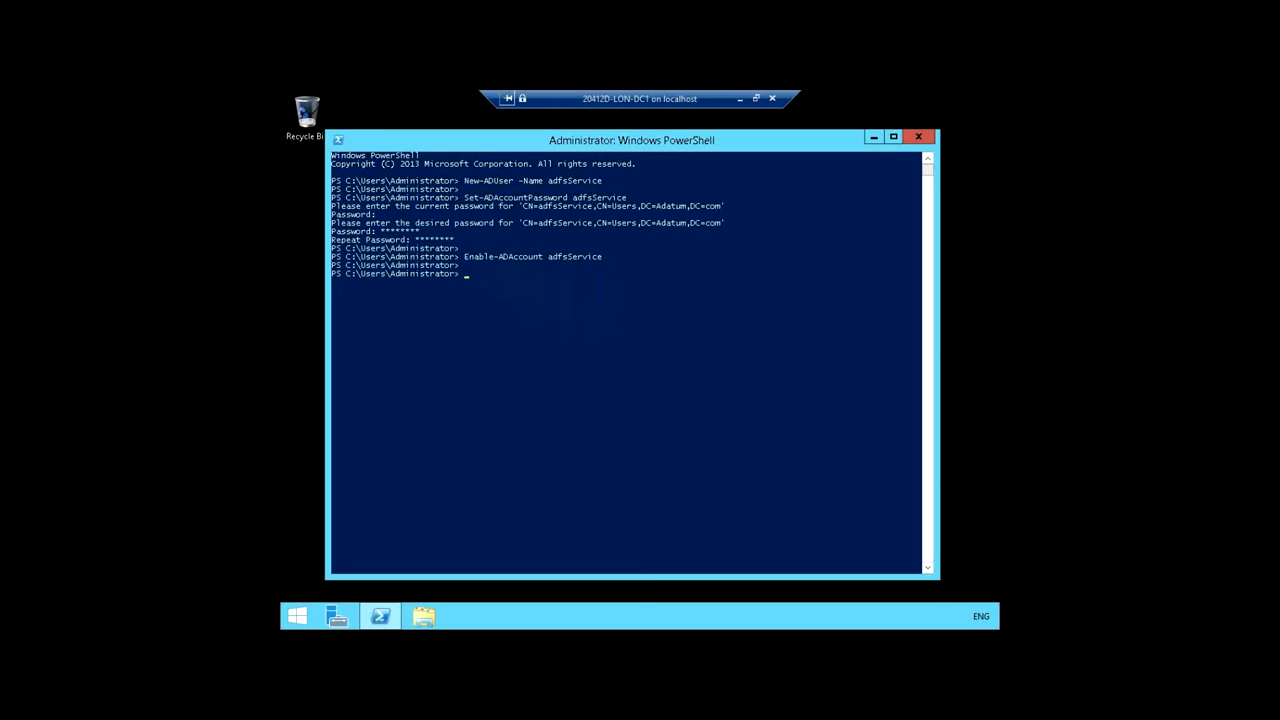 20412D-LON-DC1 on localhost
Recycle Bi
Administrator: Windows PowerShell
Windows PowerShell
Copyright (C) 2013 Microsoft Corporation. All rights reserved.
PS C:\Users\Administrator> New-ADUser -Name adfsService
PS C:\Users\Administrator>
PS C:\Users\Administrator> Set-ADAccountPassword adfsService
Please enter the current password for 'CN=adfsService,CN=Users,DC=Adatum,DC=com'
Password:
Please enter the desired password for 'CN=adfsService,CN=Users,DC=Adatum,DC=com'
Password: ********
Repeat Password: ********
PS C:\Users\Administrator>
PS C:\Users\Administrator> Enable-ADAccount adfsService
PS C:\Users\Administrator>
PS C:\Users\Administrator> _
ENG